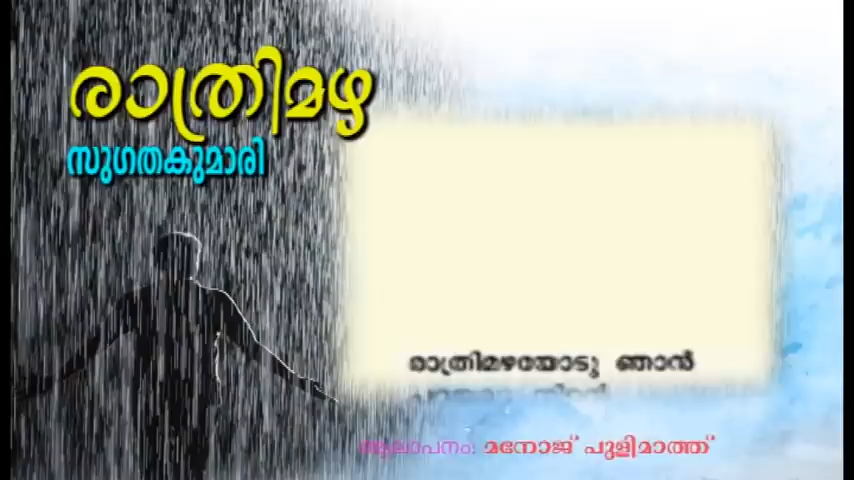 രാത്രിമഴ
സുഗതകുമാരി
രാത്രിമഴയോടു ഞാൻ
ആലാപനം: മനോജ് പുളിമാത്ത്